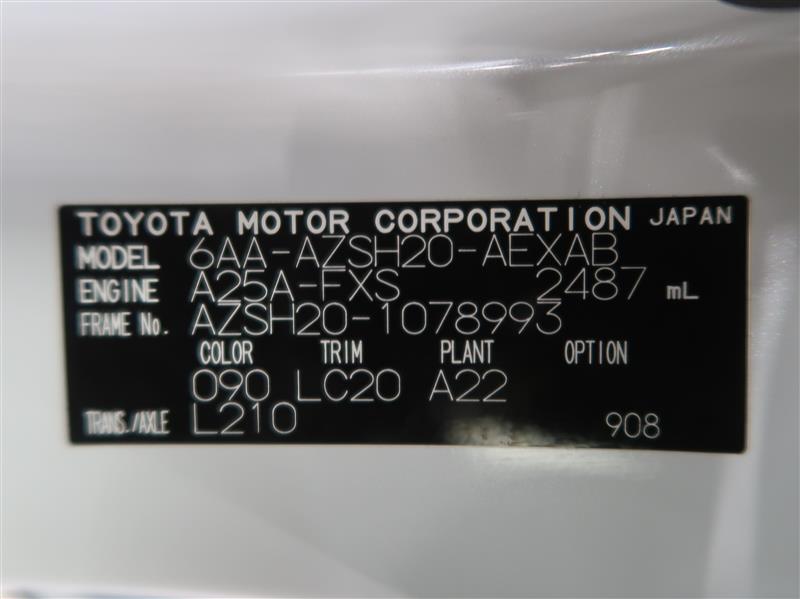 TOYOTA MOTOR CORPORATION JAPAN
MODEL 6AA-AZSH20-AEXAB
ENGINE A25A-FXS 2487 mL
FRAME No. AZSH20-1078993
COLOR TRIM PLANT OPTION
090 LC20 A22
TRANS./AXLE L210 908